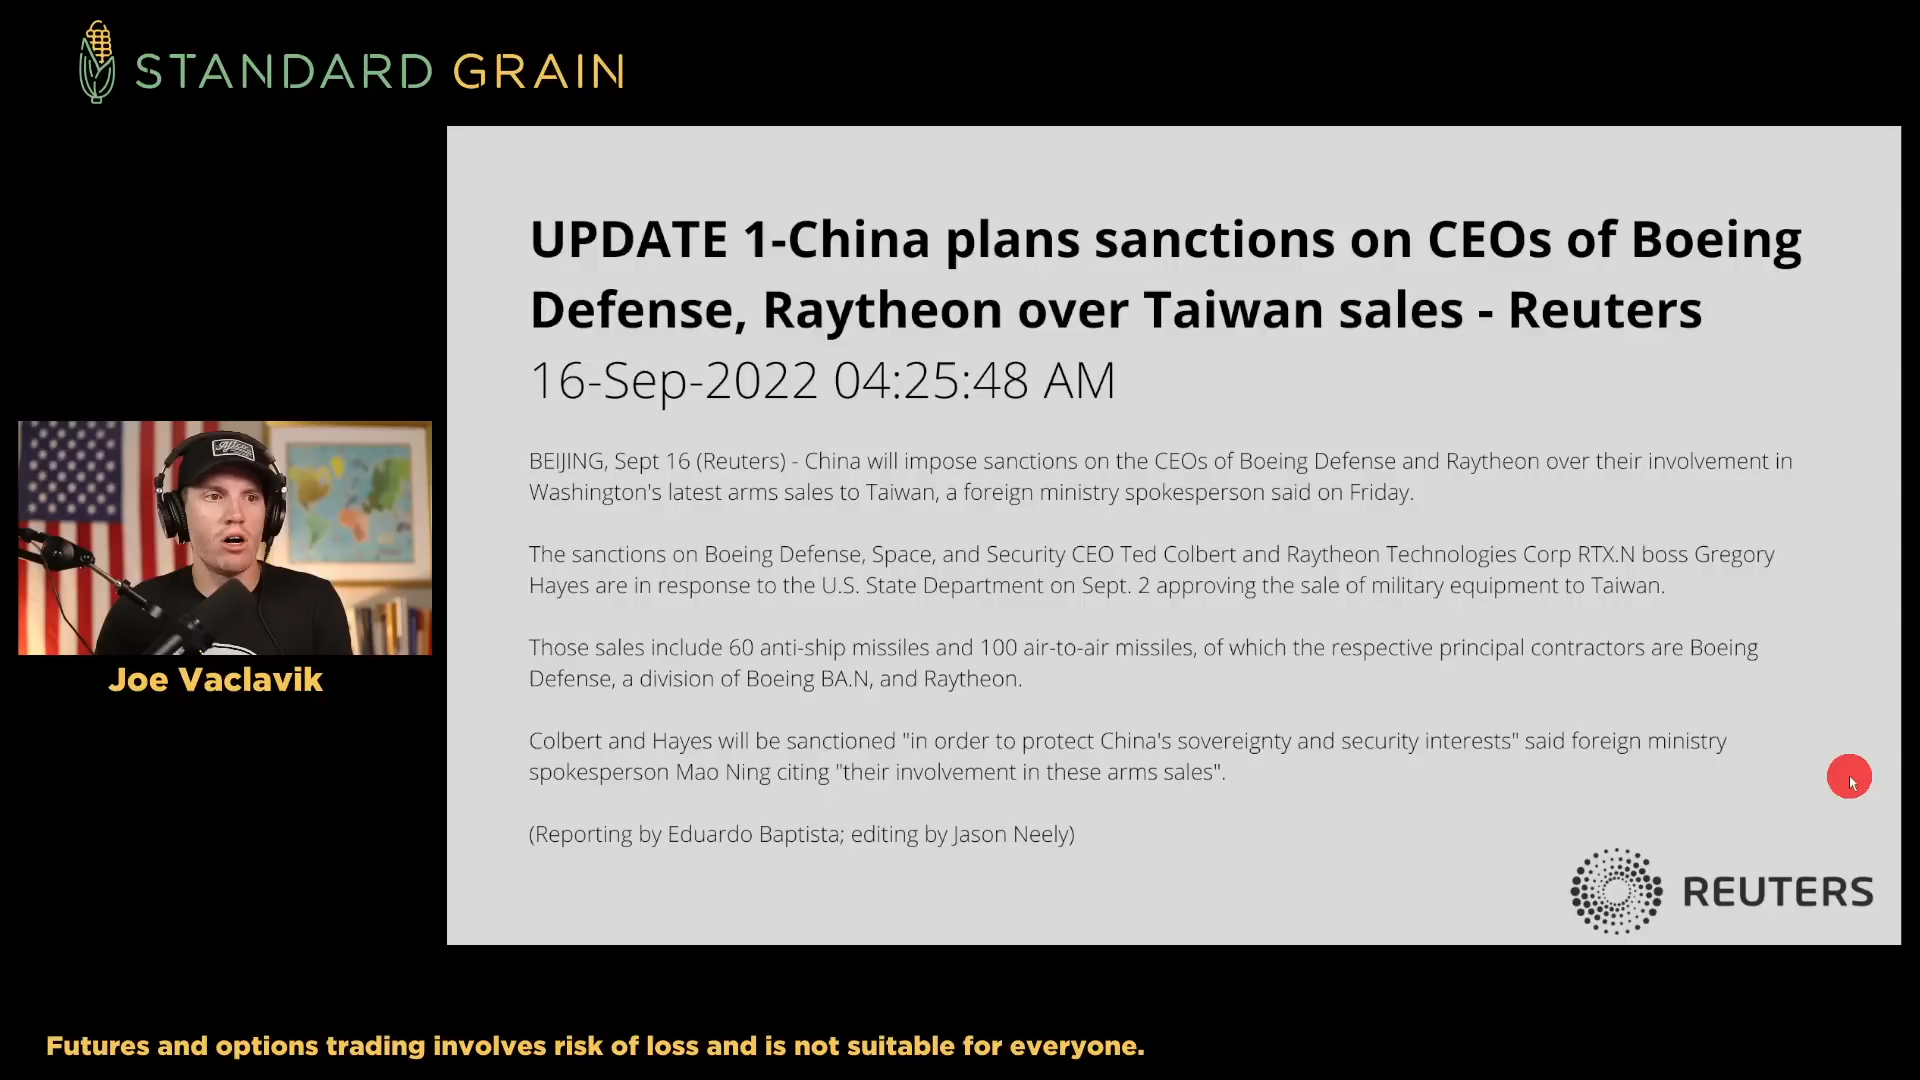 STANDARD GRAIN
UPDATE 1-China plans sanctions on CEOs of Boeing
Defense, Raytheon over Taiwan sales - Reuters
16-Sep-2022 04:25:48 AM
BEIJING, Sept 16 (Reuters) - China will impose sanctions on the CEOs of Boeing Defense and Raytheon over their involvement in
Washington's latest arms sales to Taiwan, a foreign ministry spokesperson said on Friday.
The sanctions on Boeing Defense, Space, and Security CEO Ted Colbert and Raytheon Technologies Corp RTX.N boss Gregory
Hayes are in response to the U.S. State Department on Sept. 2 approving the sale of military equipment to Taiwan.
Those sales include 60 anti-ship missiles and 100 air-to-air missiles, of which the respective principal contractors are Boeing
Defense, a division of Boeing BA.N, and Raytheon.
Colbert and Hayes will be sanctioned "in order to protect China's sovereignty and security interests" said foreign ministry
spokesperson Mao Ning citing "their involvement in these arms sales".
(Reporting by Eduardo Baptista; editing by Jason Neely)
REUTERS
Joe Vaclavik
Futures and options trading involves risk of loss and is not suitable for everyone.